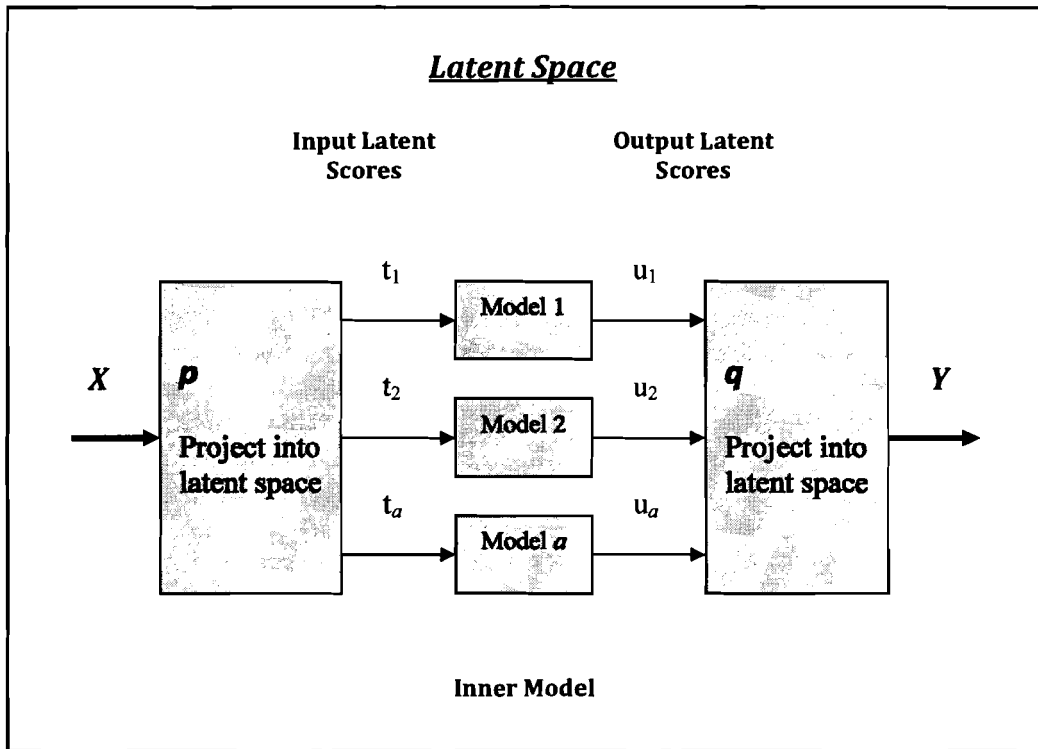 Latent Space
Input Latent
Scores
Output Latent
Scores
t₁
u₁
Model 1
X
p
t₂
u₂
q
Y
Model 2
Project into
latent space
Project into
latent space
tₐ
uₐ
Model a
Inner Model